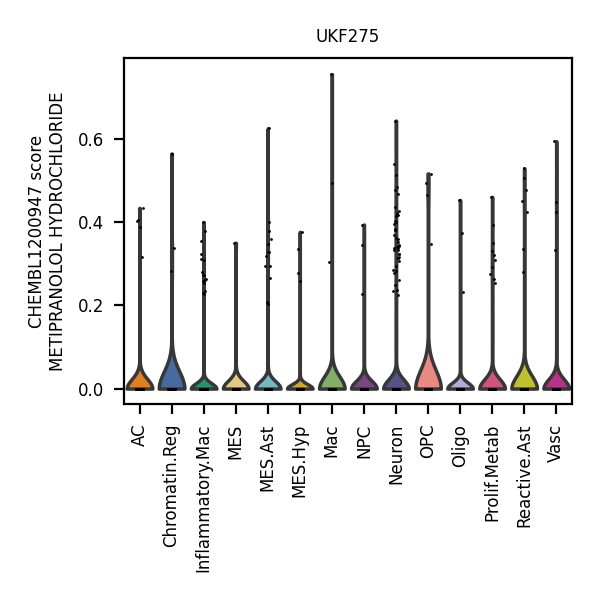 UKF275
CHEMBL1200947 score
METIPRANOLOL HYDROCHLORIDE
0.6
0.4
0.2
0.0
AC
Chromatin.Reg
Inflammatory.Mac
MES
MES.Ast
MES.Hyp
Mac
NPC
Neuron
OPC
Oligo
Prolif.Metab
Reactive.Ast
Vasc